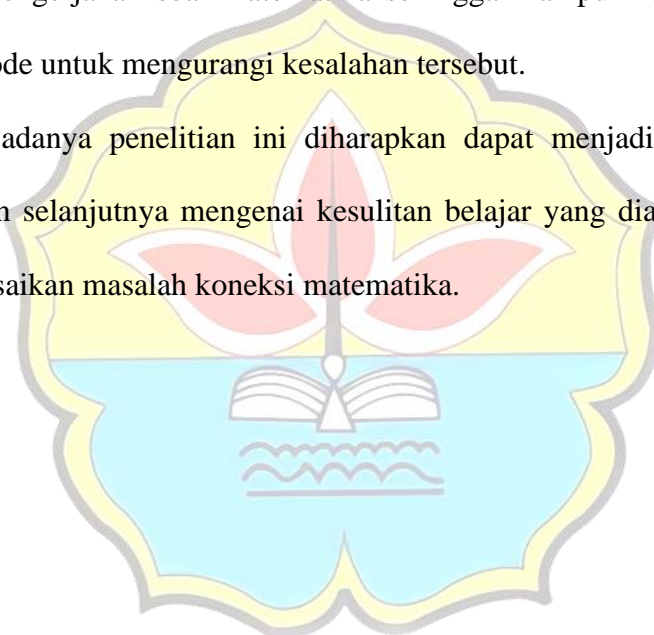 ode untuk mengurangi kesalahan tersebut.
adanya penelitian ini diharapkan dapat menjadi
selanjutnya mengenai kesulitan belajar yang dia
saikan masalah koneksi matematika.